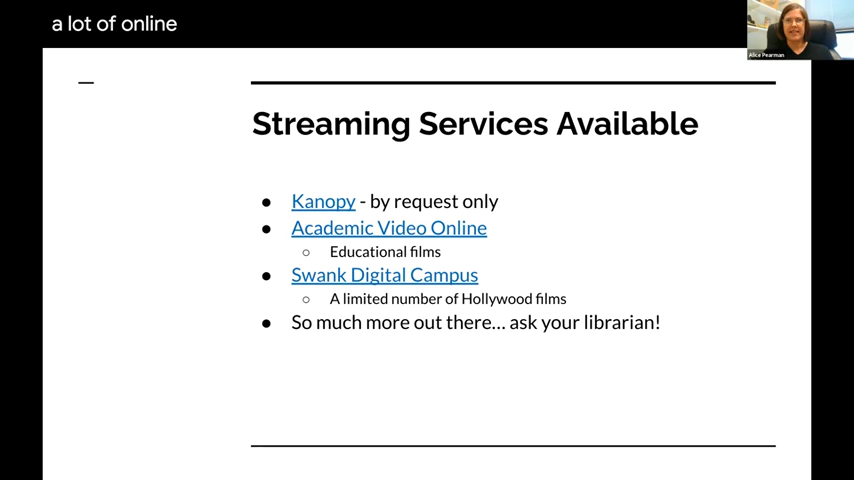 a lot of online
Alice Pearman
Streaming Services Available
● Kanopy - by request only
● Academic Video Online
○ Educational films
● Swank Digital Campus
○ A limited number of Hollywood films
● So much more out there... ask your librarian!